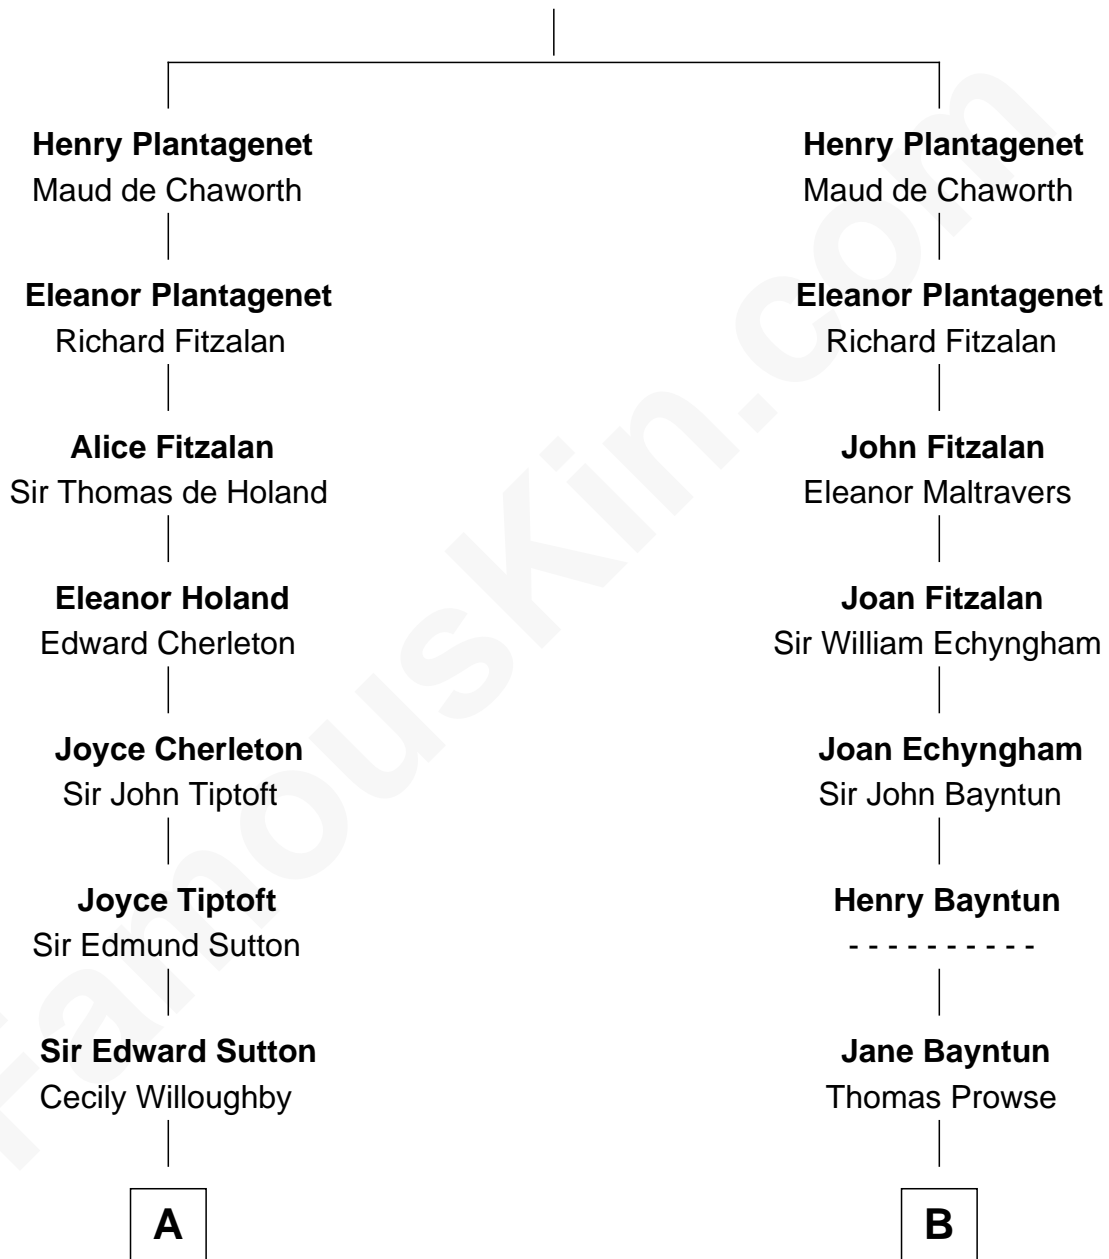 Henry Plantagenet
Maud de Chaworth
Eleanor Plantagenet
Richard Fitzalan
Alice Fitzalan
Sir Thomas de Holand
Eleanor Holand
Edward Cherleton
Joyce Cherleton
Sir John Tiptoft
Joyce Tiptoft
Sir Edmund Sutton
Sir Edward Sutton
Cecily Willoughby
A
Henry Plantagenet
Maud de Chaworth
Eleanor Plantagenet
Richard Fitzalan
John Fitzalan
Eleanor Maltravers
Joan Fitzalan
Sir William Echyngham
Joan Echyngham
Sir John Bayntun
Henry Bayntun
- - - - - - - - - -
Jane Bayntun
Thomas Prowse
B
FamousKin.com